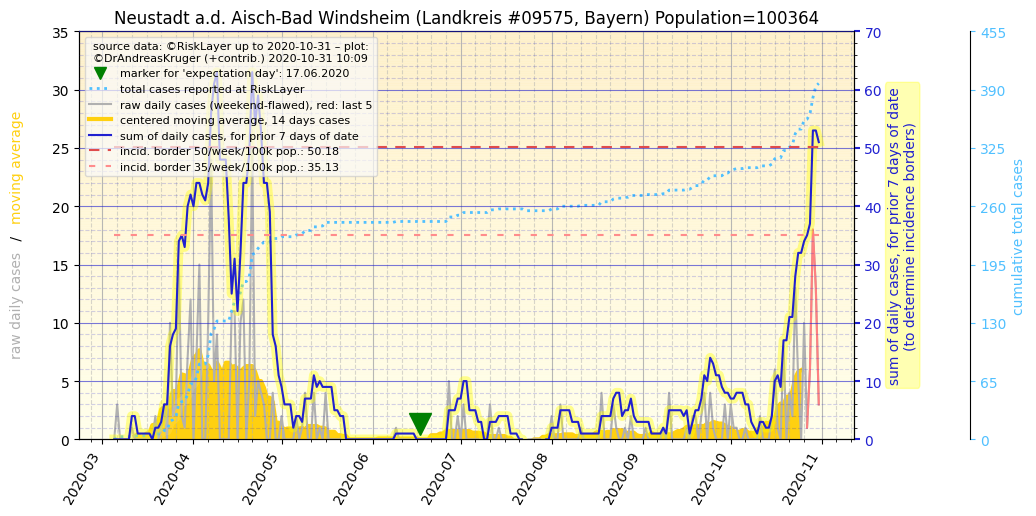 Neustadt a.d. Aisch-Bad Windsheim (Landkreis #09575, Bayern) Population=100364
source data: ©RiskLayer up to 2020-10-31 – plot:
©DrAndreasKruger (+contrib.) 2020-10-31 10:09
marker for 'expectation day': 17.06.2020
total cases reported at RiskLayer
raw daily cases (weekend-flawed), red: last 5
centered moving average, 14 days cases
sum of daily cases, for prior 7 days of date
incid. border 50/week/100k pop.: 50.18
incid. border 35/week/100k pop.: 35.13
raw daily cases / moving average
35
30
25
20
15
10
5
0
70
60
50
40
30
20
10
0
sum of daily cases, for prior 7 days of date
(to determine incidence borders)
455
390
325
260
195
130
65
0
cumulative total cases
2020-03
2020-04
2020-05
2020-06
2020-07
2020-08
2020-09
2020-10
2020-11